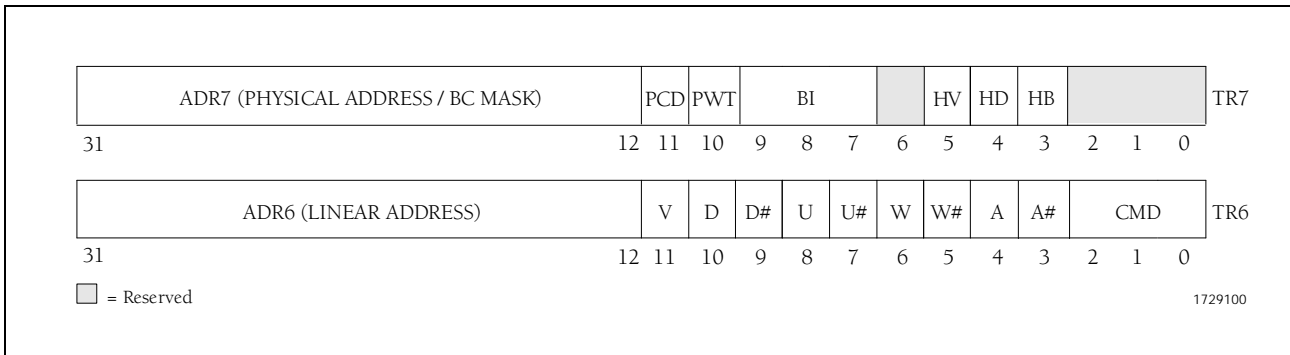 ADR7 (PHYSICAL ADDRESS / BC MASK) PCD PWT BI HV HD HB TR7
31 12 11 10 9 8 7 6 5 4 3 2 1 0
ADR6 (LINEAR ADDRESS) V D D# U U# W W# A A# CMD TR6
31 12 11 10 9 8 7 6 5 4 3 2 1 0
= Reserved 1729100